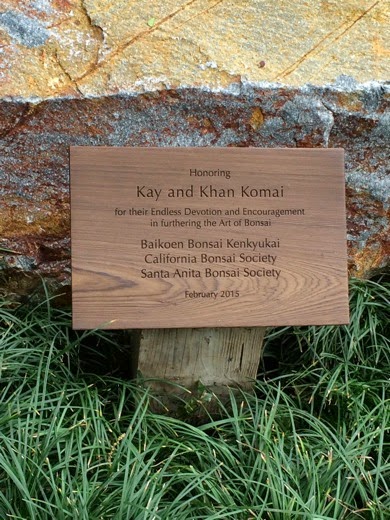 Honoring
Kay and Khan Komai
for their Endless Devotion and Encouragement
in furthering the Art of Bonsai
Baikoen Bonsai Kenkyukai
California Bonsai Society
Santa Anita Bonsai Society
February 2015